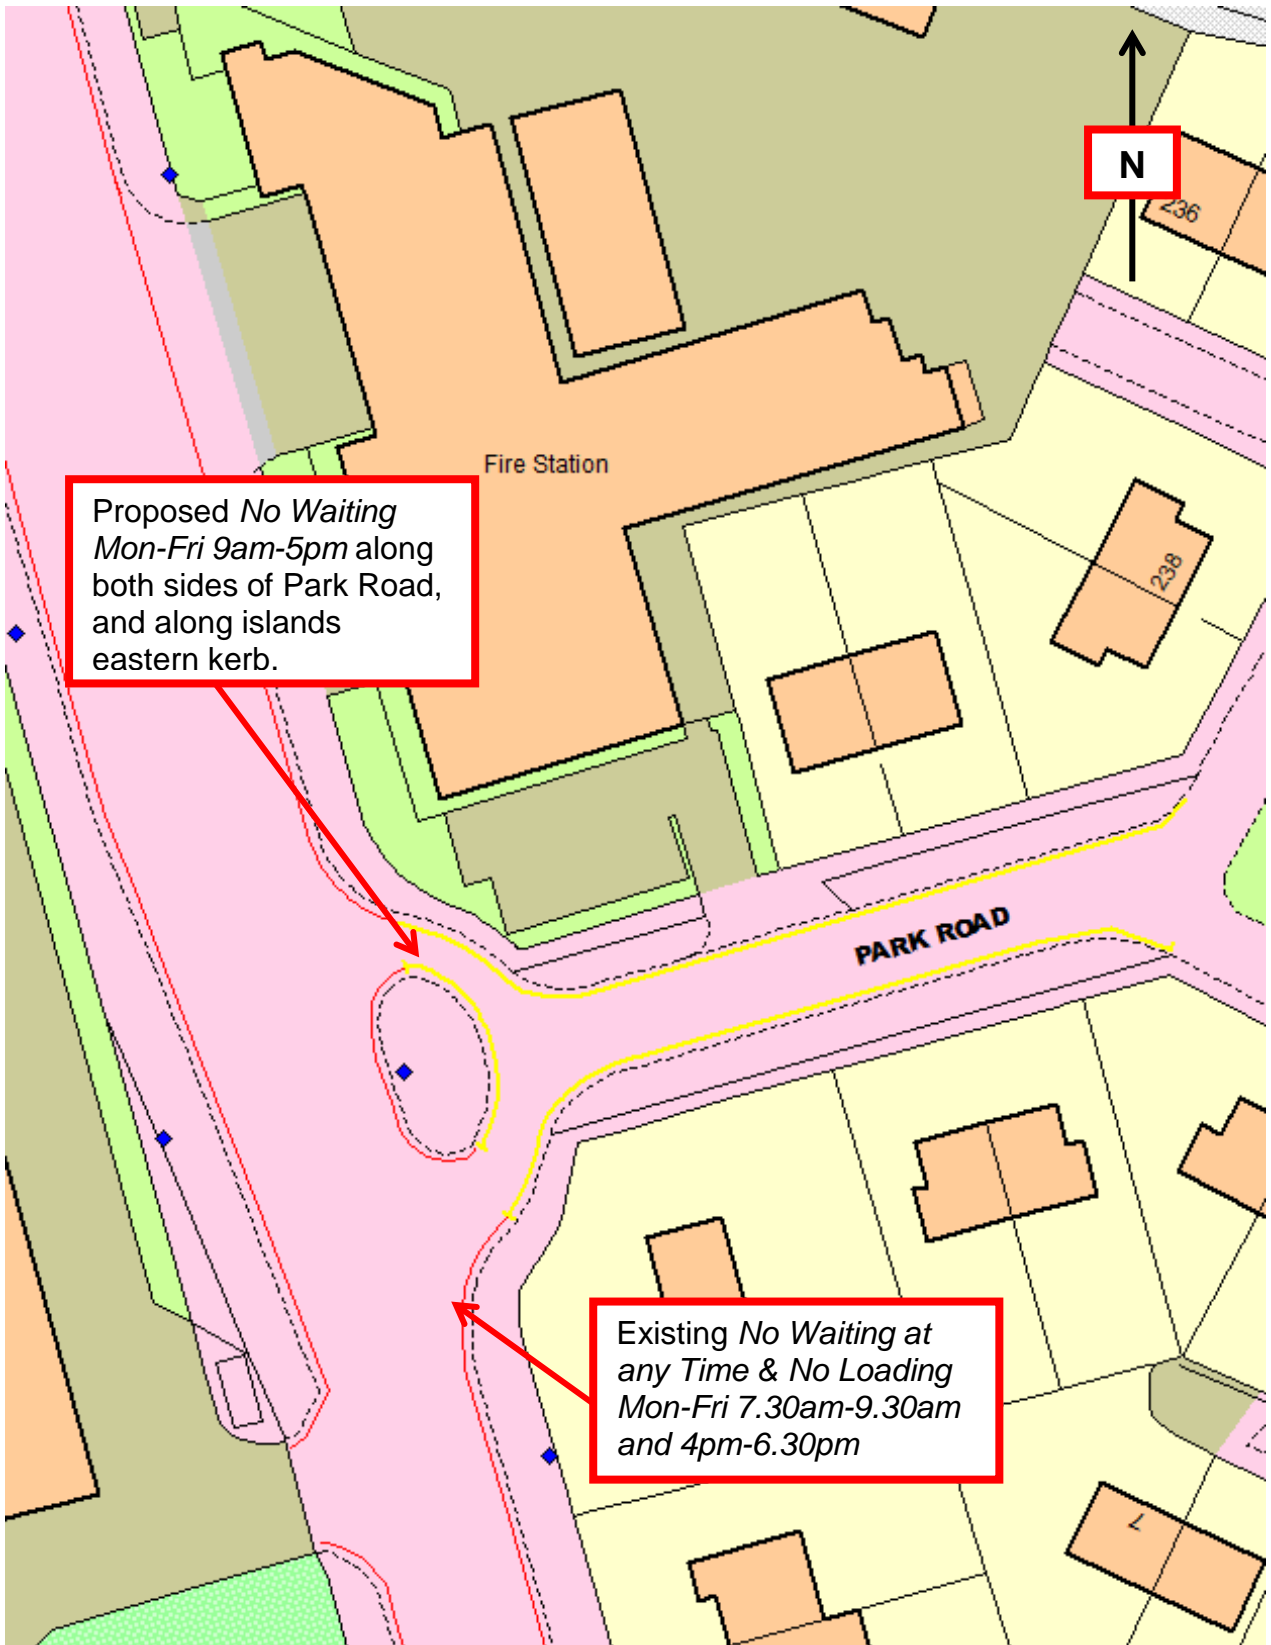 N
236
Fire Station
Proposed No Waiting
Mon-Fri 9am-5pm along
both sides of Park Road,
and along islands
eastern kerb.
238
PARK ROAD
Existing No Waiting at
any Time & No Loading
Mon-Fri 7.30am-9.30am
and 4pm-6.30pm
7